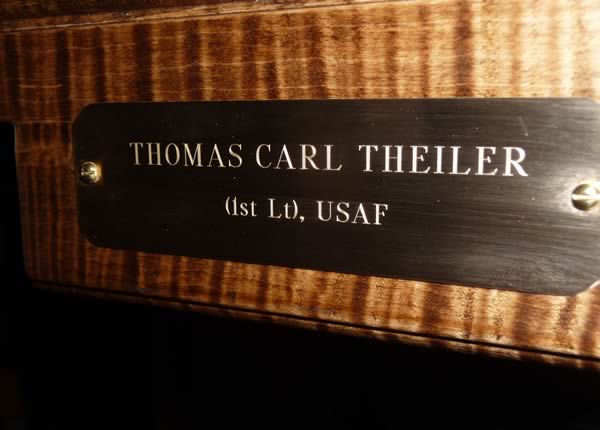 THOMAS CARL THEILER
(1st Lt), USAF